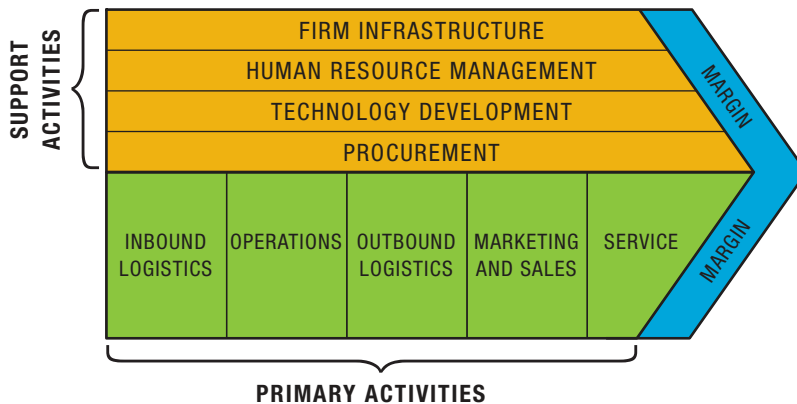 SUPPORT
ACTIVITIES
FIRM INFRASTRUCTURE
HUMAN RESOURCE MANAGEMENT
TECHNOLOGY DEVELOPMENT
PROCUREMENT
MARGIN
INBOUND
LOGISTICS
OPERATIONS
OUTBOUND
LOGISTICS
MARKETING
AND SALES
SERVICE
MARGIN
PRIMARY ACTIVITIES